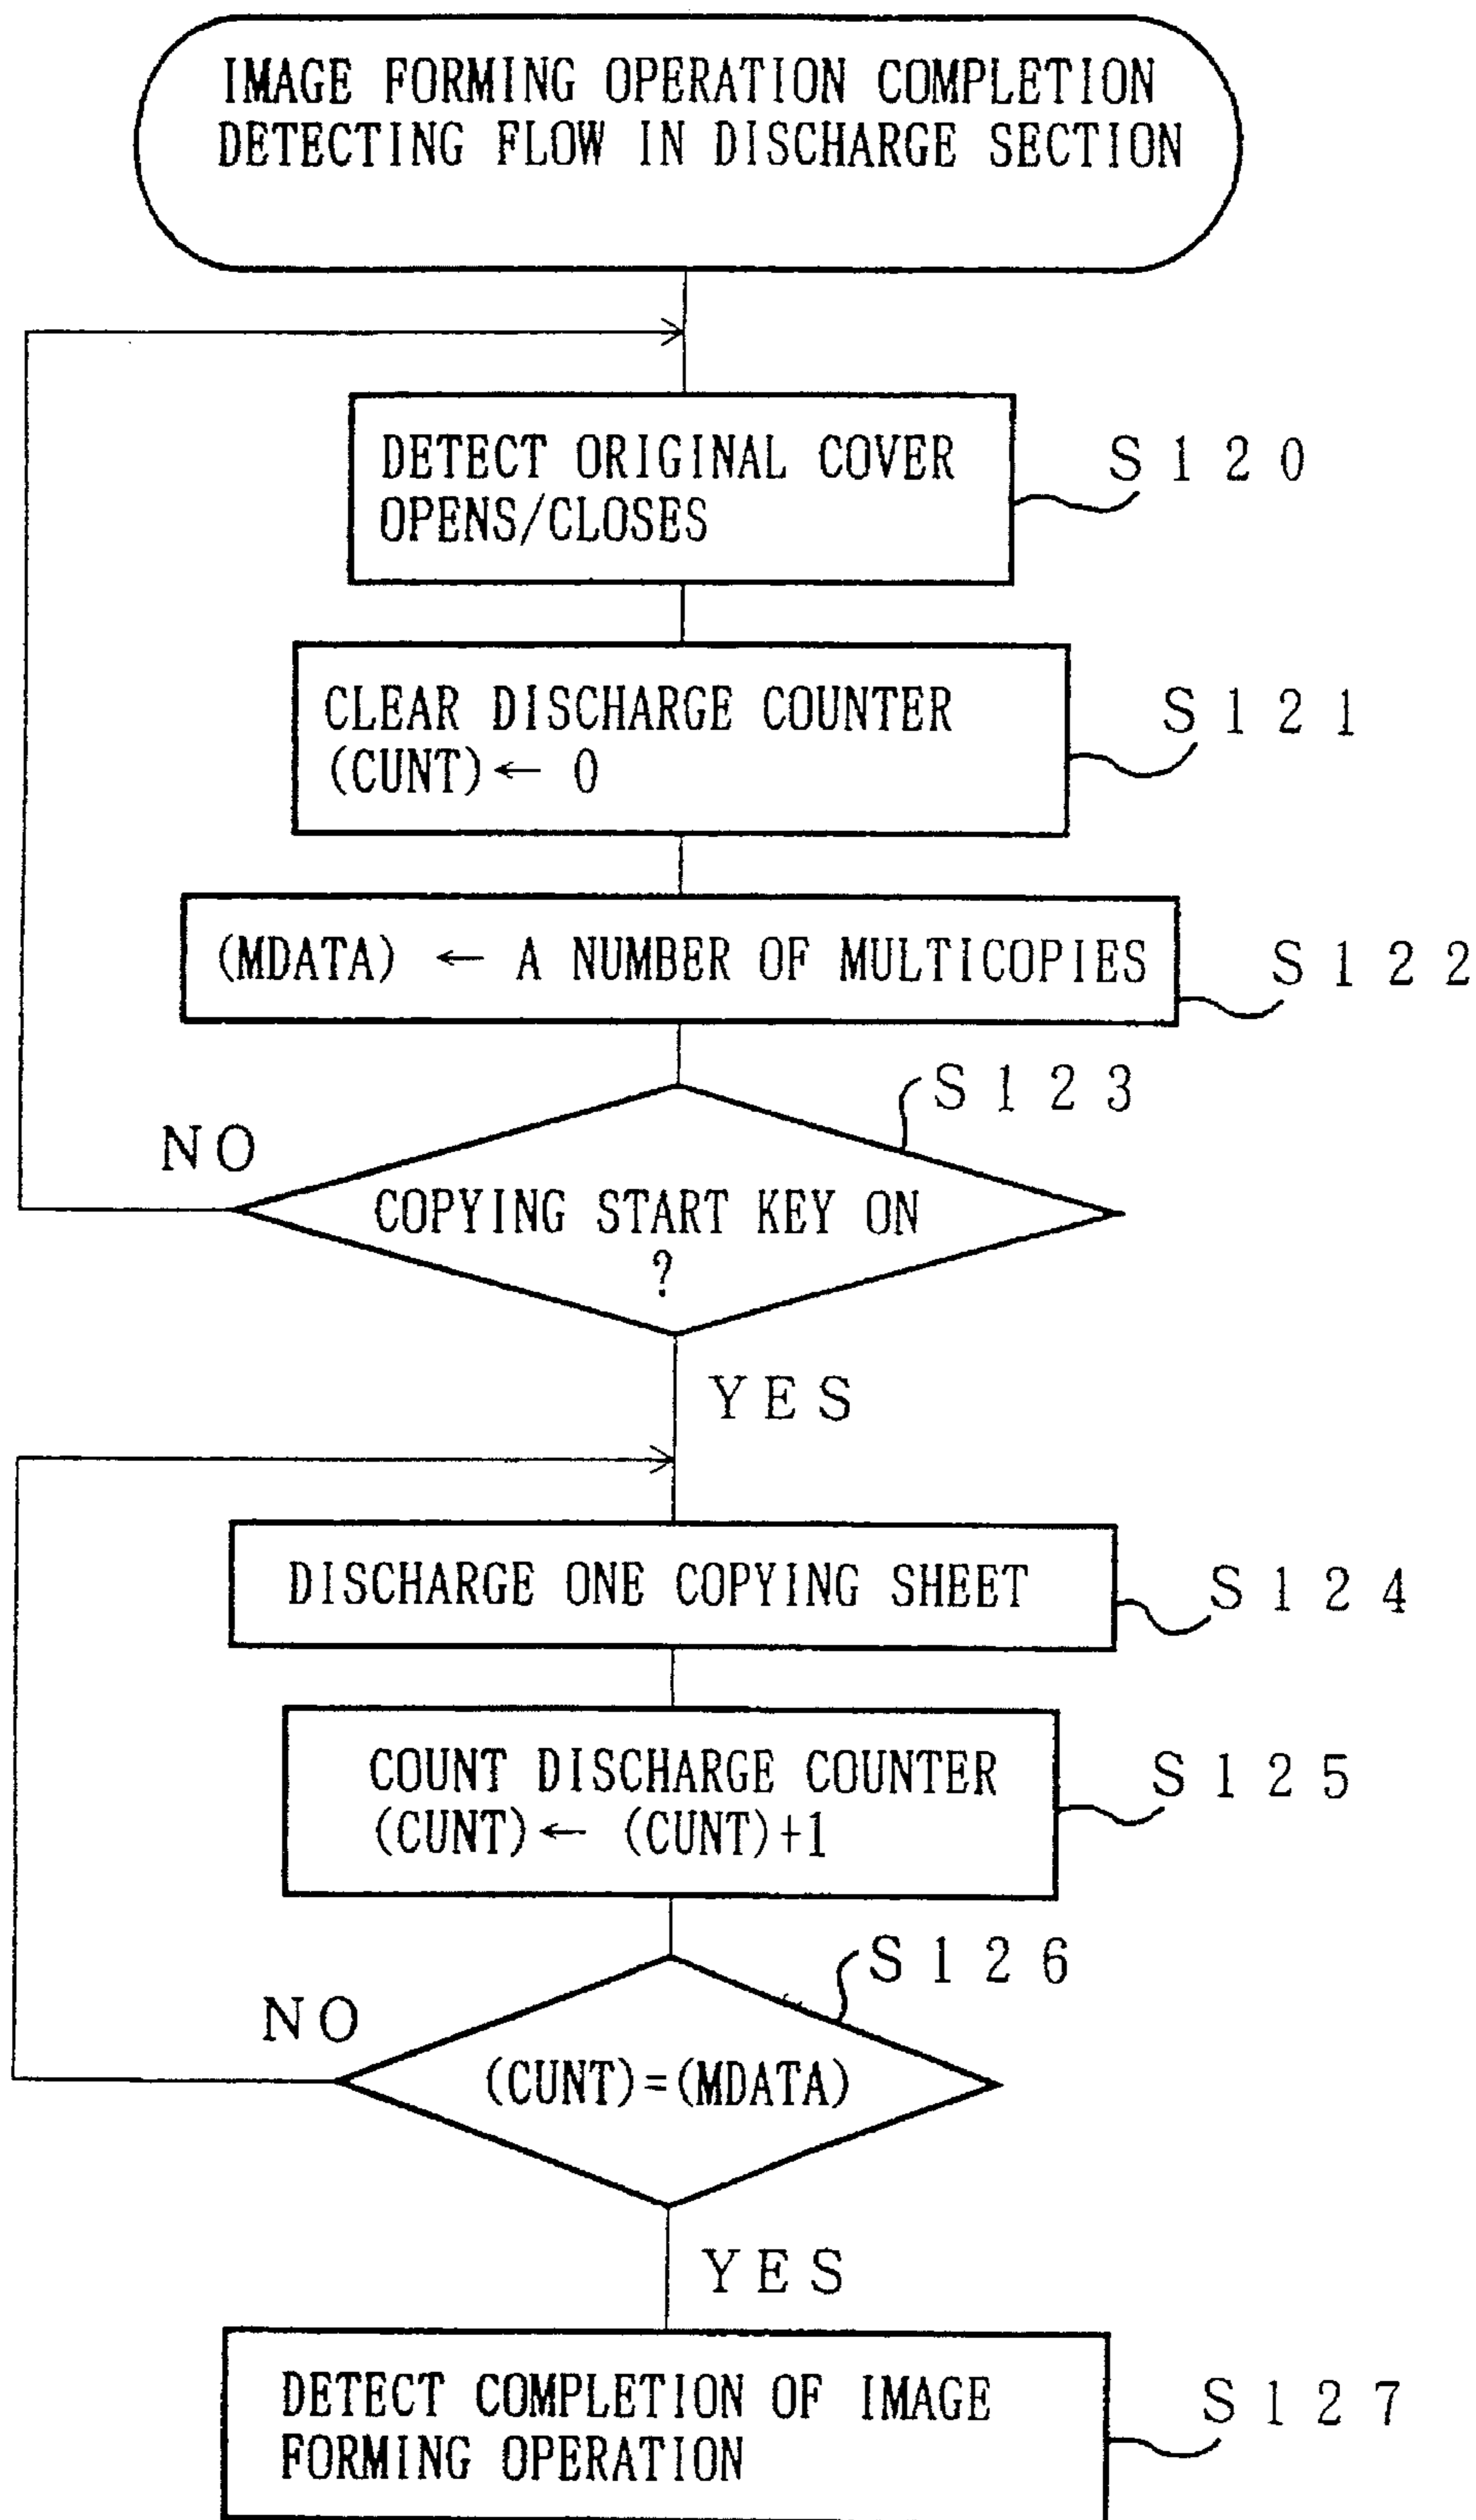 IMAGE FORMING OPERATION COMPLETION
DETECTING FLOW IN DISCHARGE SECTION
DETECT ORIGINAL COVER
OPENS/CLOSES
S120
CLEAR DISCHARGE COUNTER
(CUNT)← 0
S121
(MDATA) ← A NUMBER OF MULTICOPIES
S122
S123
NO
COPYING START KEY ON
?
YES
DISCHARGE ONE COPYING SHEET
S124
COUNT DISCHARGE COUNTER
(CUNT)← (CUNT)+1
S125
S126
NO
(CUNT)=(MDATA)
YES
DETECT COMPLETION OF IMAGE
FORMING OPERATION
S127